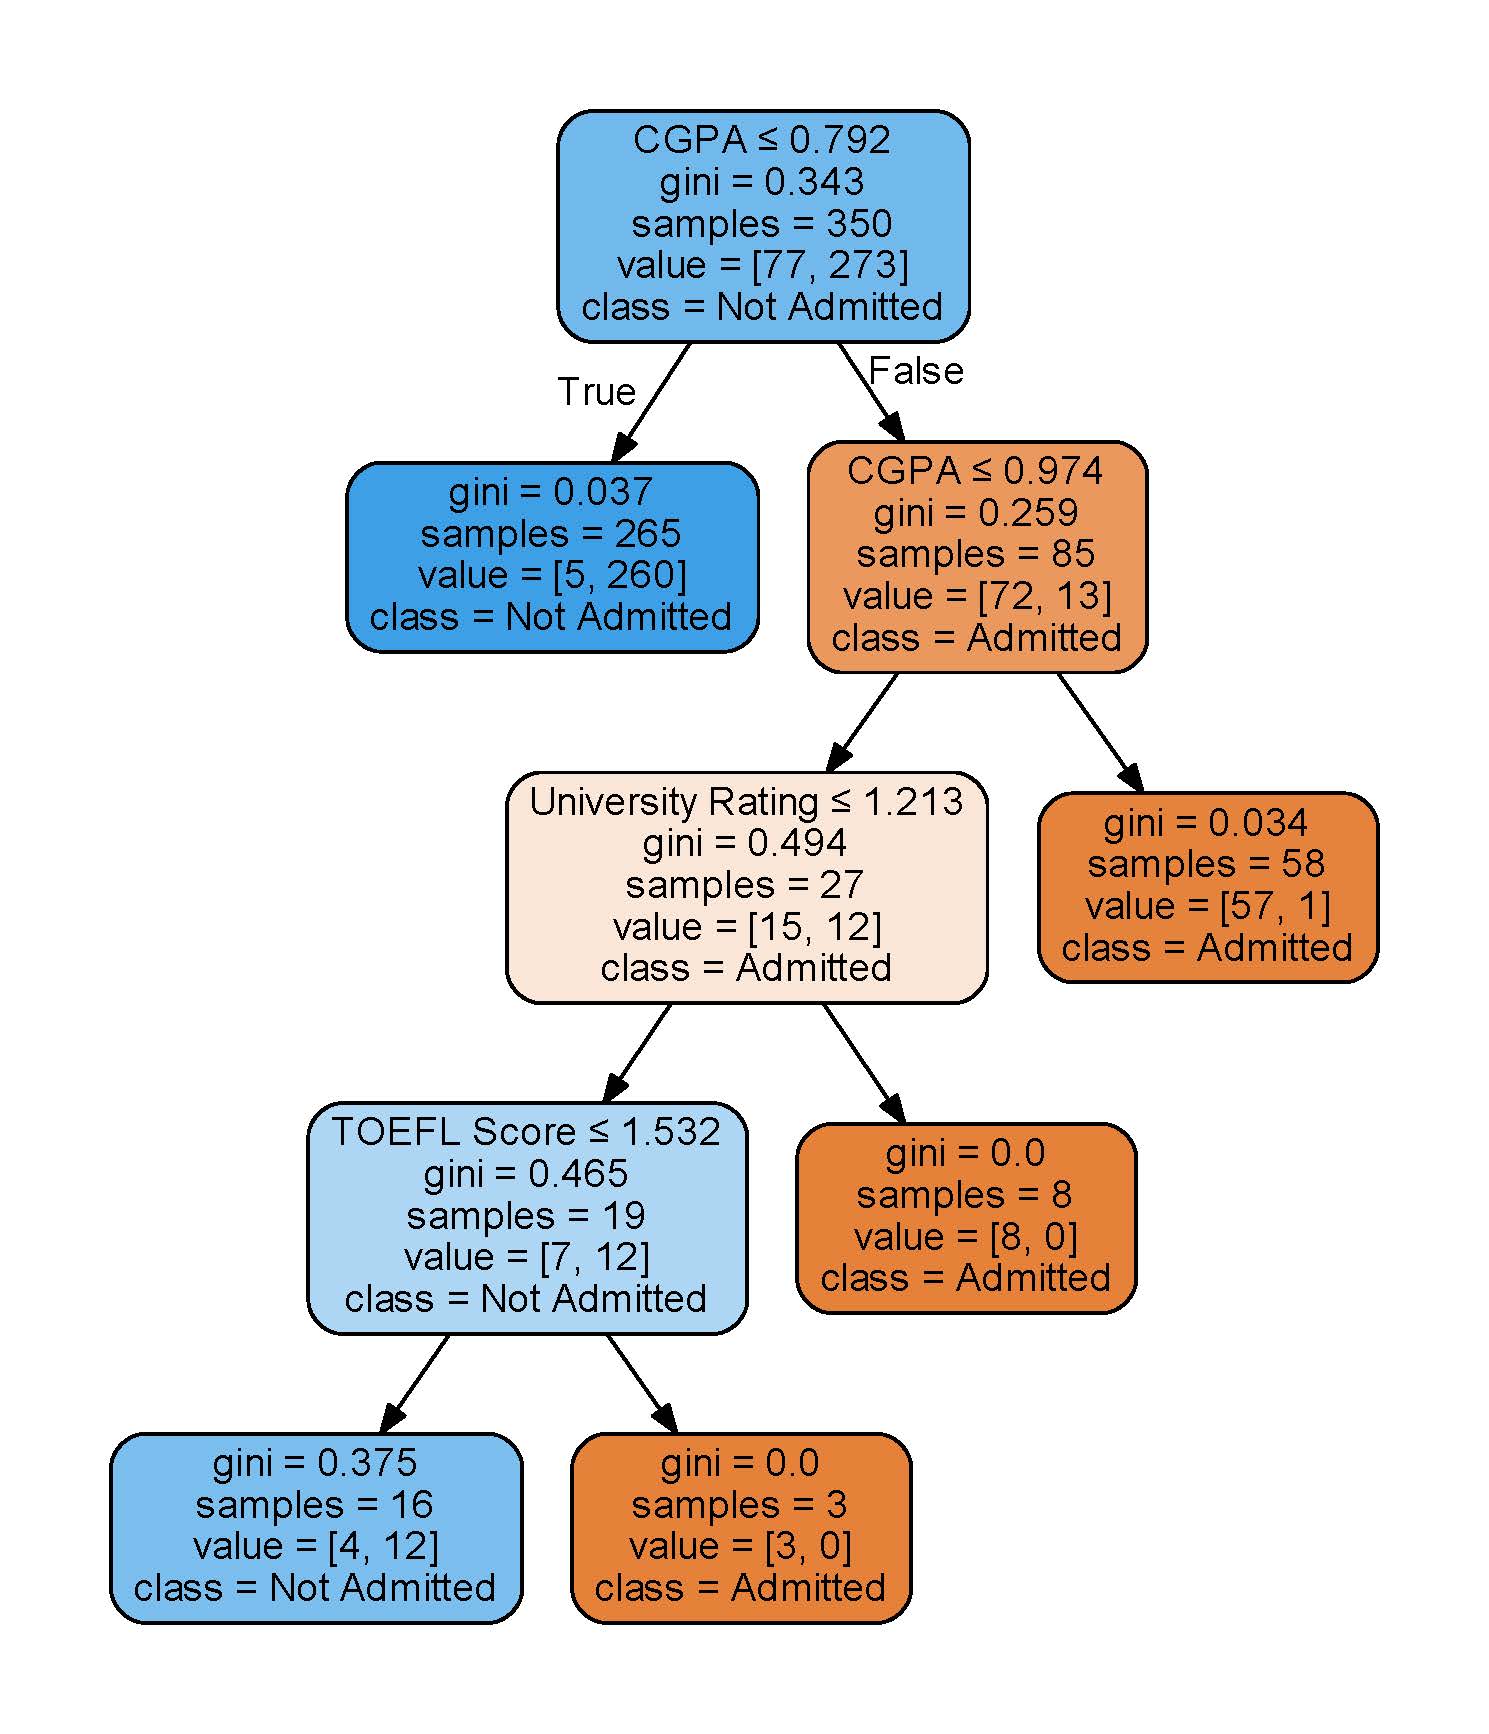 CGPA ≤ 0.792
gini = 0.343
samples = 350
value = [77, 273]
class = Not Admitted
True
False
gini = 0.037
samples = 265
value = [5, 260]
class = Not Admitted
CGPA ≤ 0.974
gini = 0.259
samples = 85
value = [72, 13]
class = Admitted
University Rating ≤ 1.213
gini = 0.494
samples = 27
value = [15, 12]
class = Admitted
gini = 0.034
samples = 58
value = [57, 1]
class = Admitted
TOEFL Score ≤ 1.532
gini = 0.465
samples = 19
value = [7, 12]
class = Not Admitted
gini = 0.0
samples = 8
value = [8, 0]
class = Admitted
gini = 0.375
samples = 16
value = [4, 12]
class = Not Admitted
gini = 0.0
samples = 3
value = [3, 0]
class = Admitted